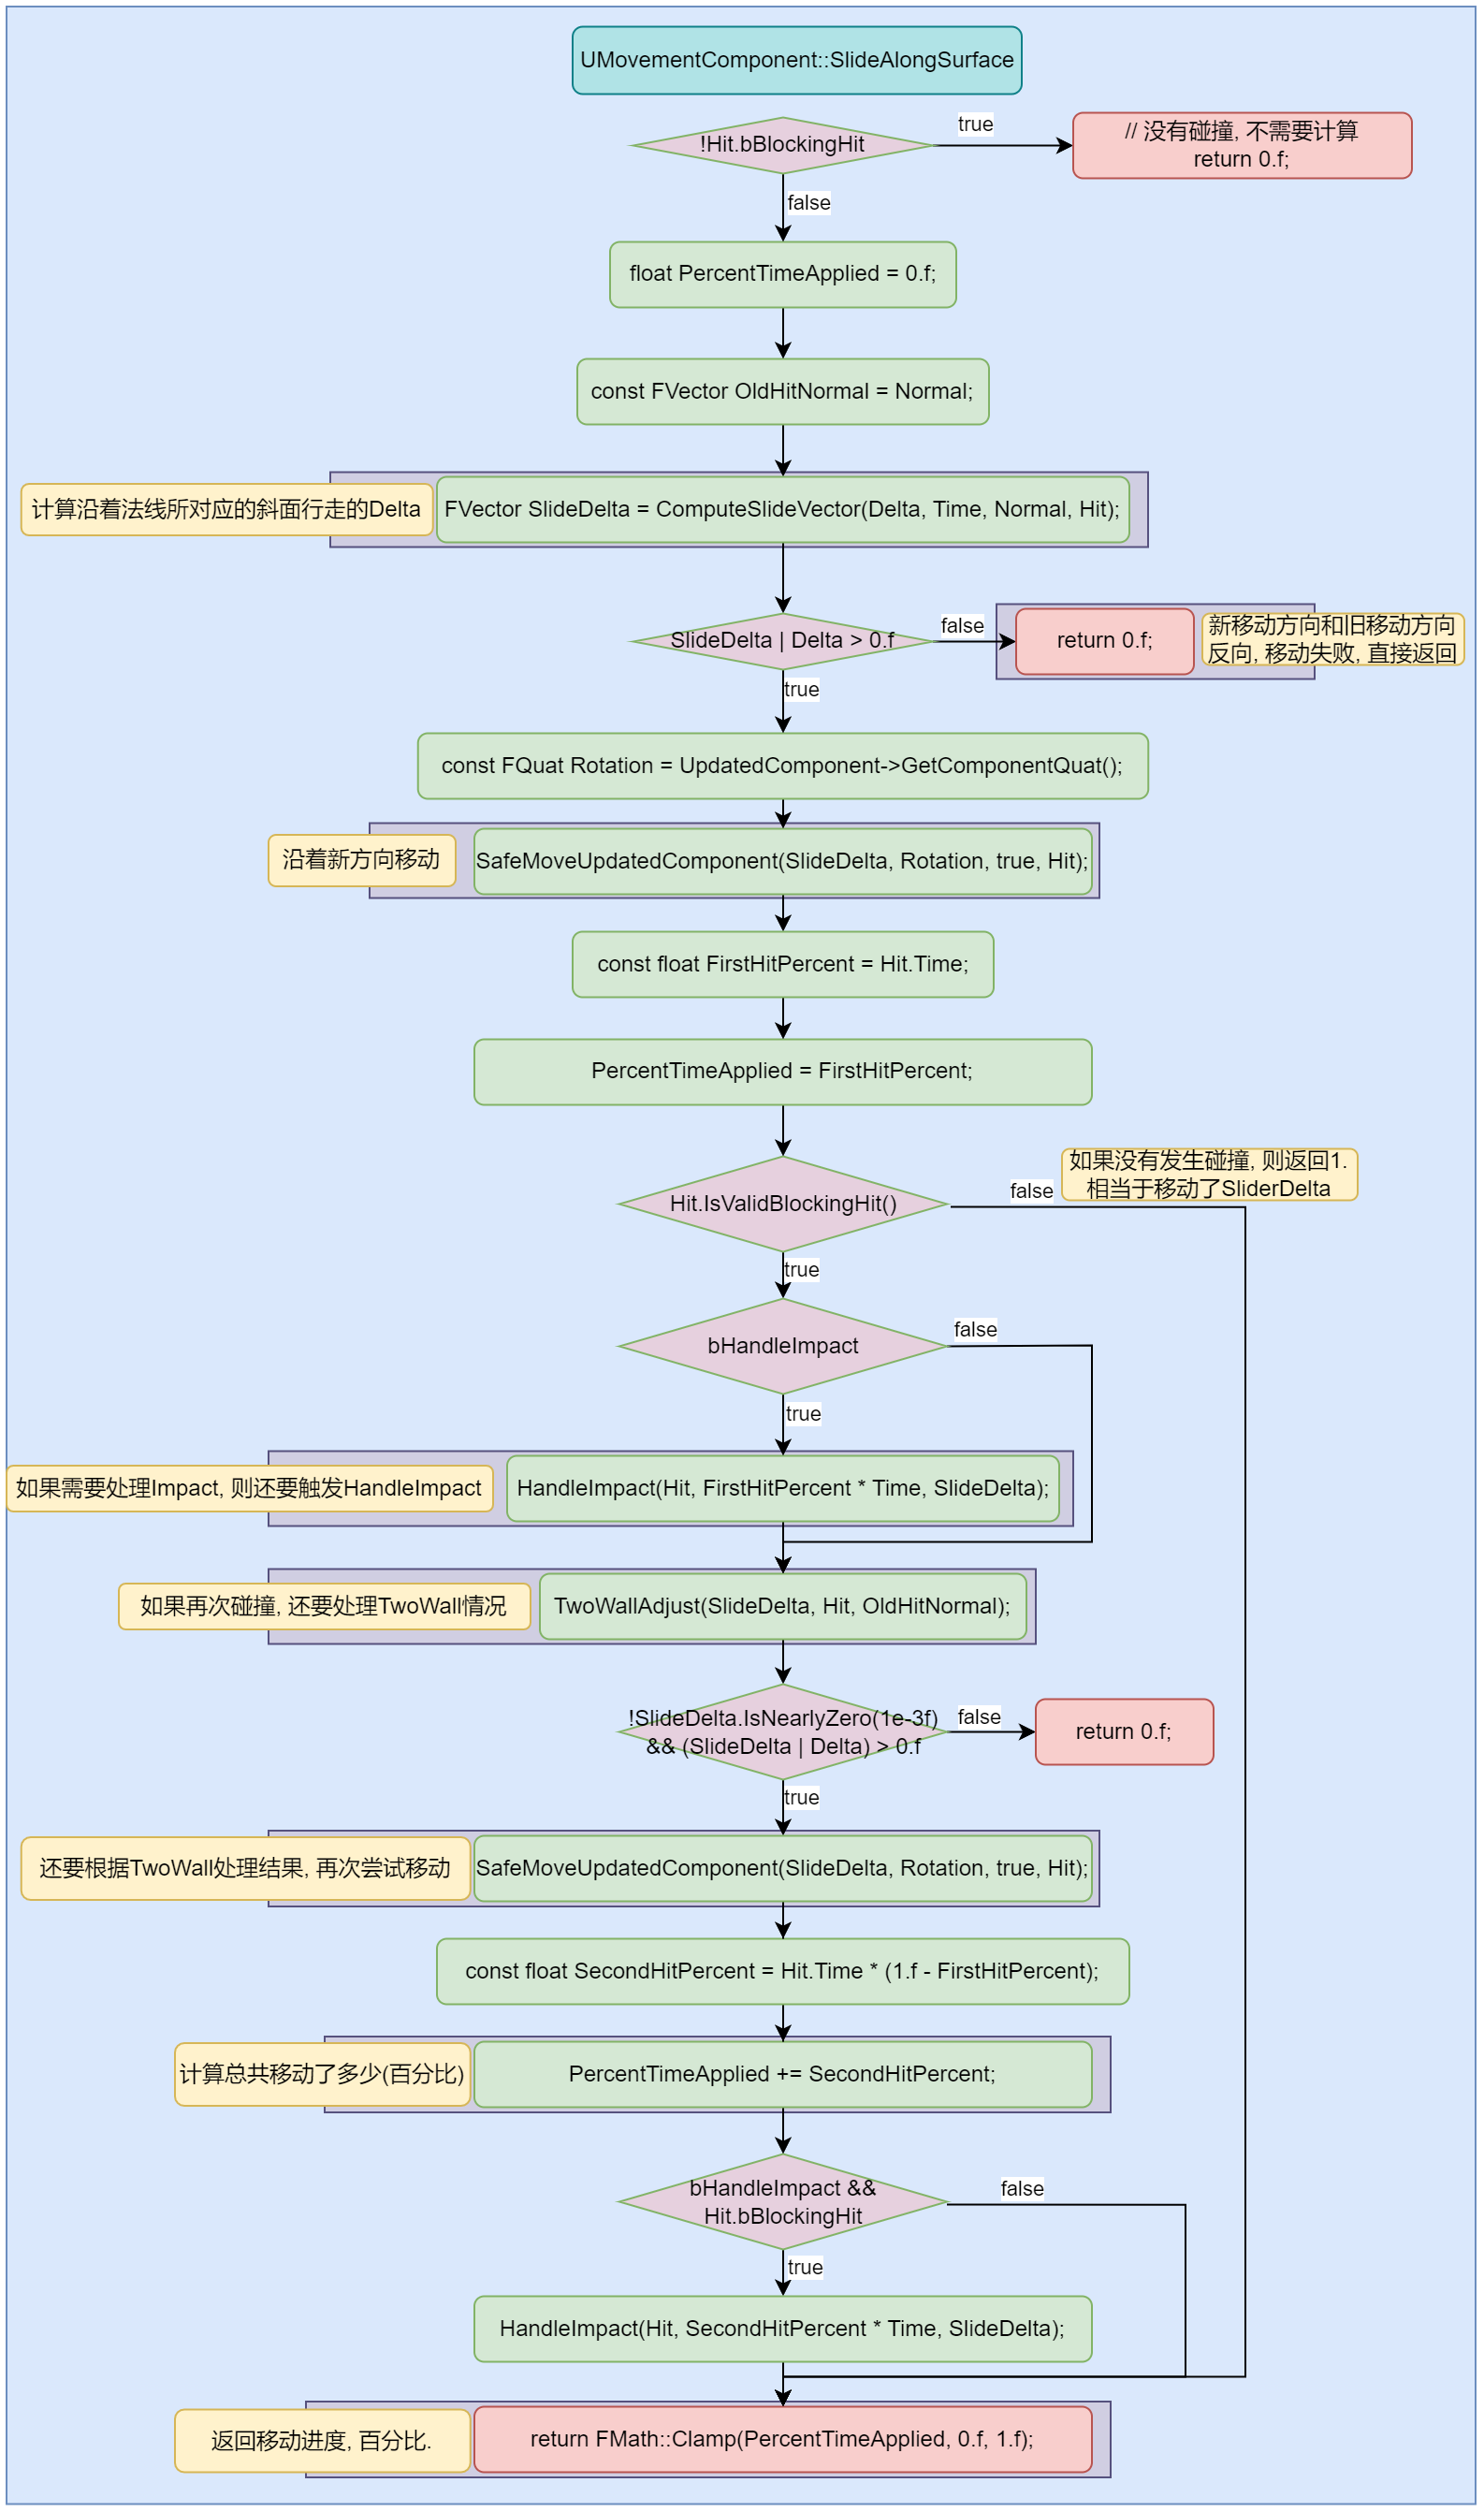 UMovementComponent::SlideAlongSurface
!Hit.bBlockingHit
true
// 没有碰撞, 不需要计算
return 0.f;
false
float PercentTimeApplied = 0.f;
const FVector OldHitNormal = Normal;
计算沿着法线所对应的斜面行走的Delta
FVector SlideDelta = ComputeSlideVector(Delta, Time, Normal, Hit);
SlideDelta | Delta > 0.f
false
return 0.f;
新移动方向和旧移动方向
反向, 移动失败, 直接返回
true
const FQuat Rotation = UpdatedComponent->GetComponentQuat();
沿着新方向移动
SafeMoveUpdatedComponent(SlideDelta, Rotation, true, Hit);
const float FirstHitPercent = Hit.Time;
PercentTimeApplied = FirstHitPercent;
Hit.IsValidBlockingHit()
false
如果没有发生碰撞, 则返回1.
相当于移动了SliderDelta
true
bHandleImpact
false
true
如果需要处理Impact, 则还要触发HandleImpact
HandleImpact(Hit, FirstHitPercent * Time, SlideDelta);
如果再次碰撞, 还要处理TwoWall情况
TwoWallAdjust(SlideDelta, Hit, OldHitNormal);
!SlideDelta.IsNearlyZero(1e-3f)
&& (SlideDelta | Delta) > 0.f
false
return 0.f;
true
还要根据TwoWall处理结果, 再次尝试移动
SafeMoveUpdatedComponent(SlideDelta, Rotation, true, Hit);
const float SecondHitPercent = Hit.Time * (1.f - FirstHitPercent);
计算总共移动了多少(百分比)
PercentTimeApplied += SecondHitPercent;
bHandleImpact &&
Hit.bBlockingHit
false
true
HandleImpact(Hit, SecondHitPercent * Time, SlideDelta);
返回移动进度, 百分比.
return FMath::Clamp(PercentTimeApplied, 0.f, 1.f);